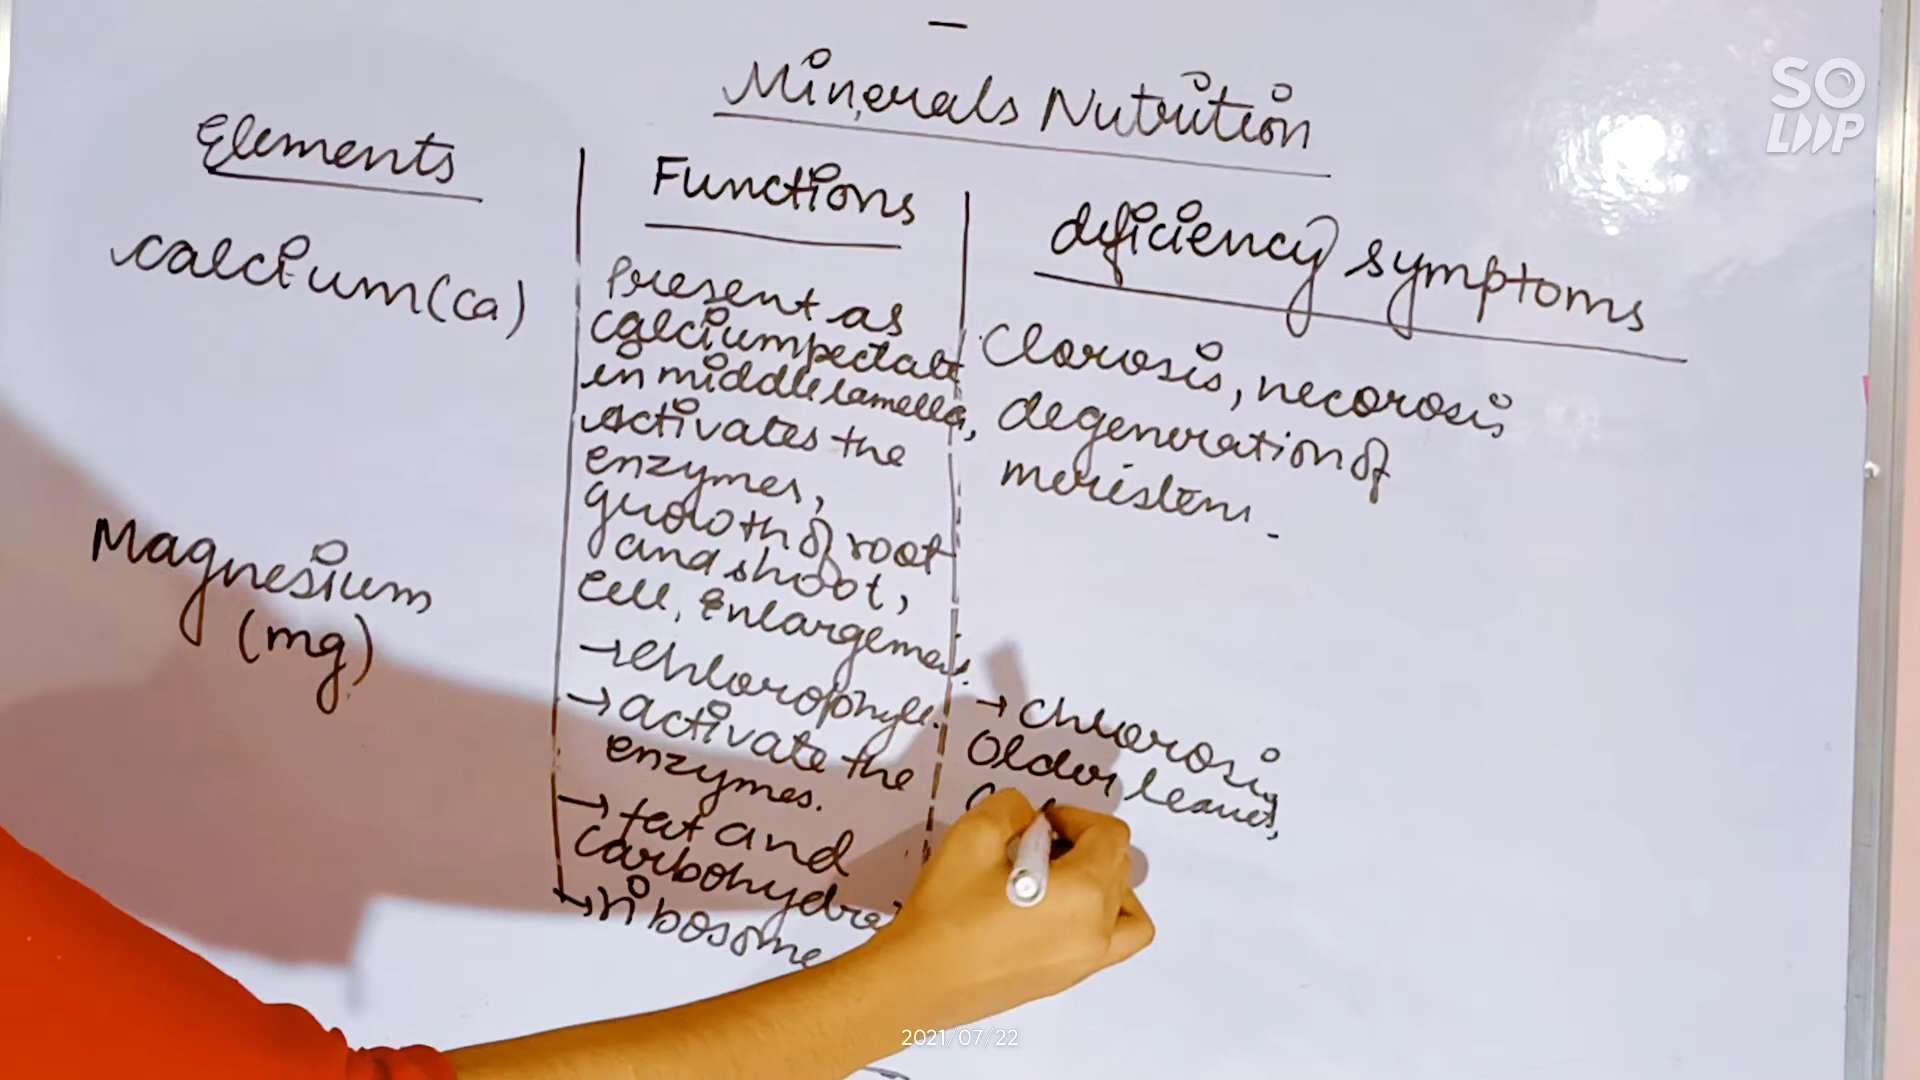 Minerals Nutrition
Elements
Functions
deficiency symptoms
calcium(ca)
Present as
calciumpectate
in middle lamella,
Activates the
enzymes,
growth of root
and shoot,
Cell, Enlargement.
Clorosis, necorosis
degeneration of
meristem.
Magnesium
(mg)
→ chlorophyll.
→ activate the
enzymes.
→ fat and
carbohydra
→ ribosome
→ chlorosis
Older leaves,
SO
LOOP
2021/07/22